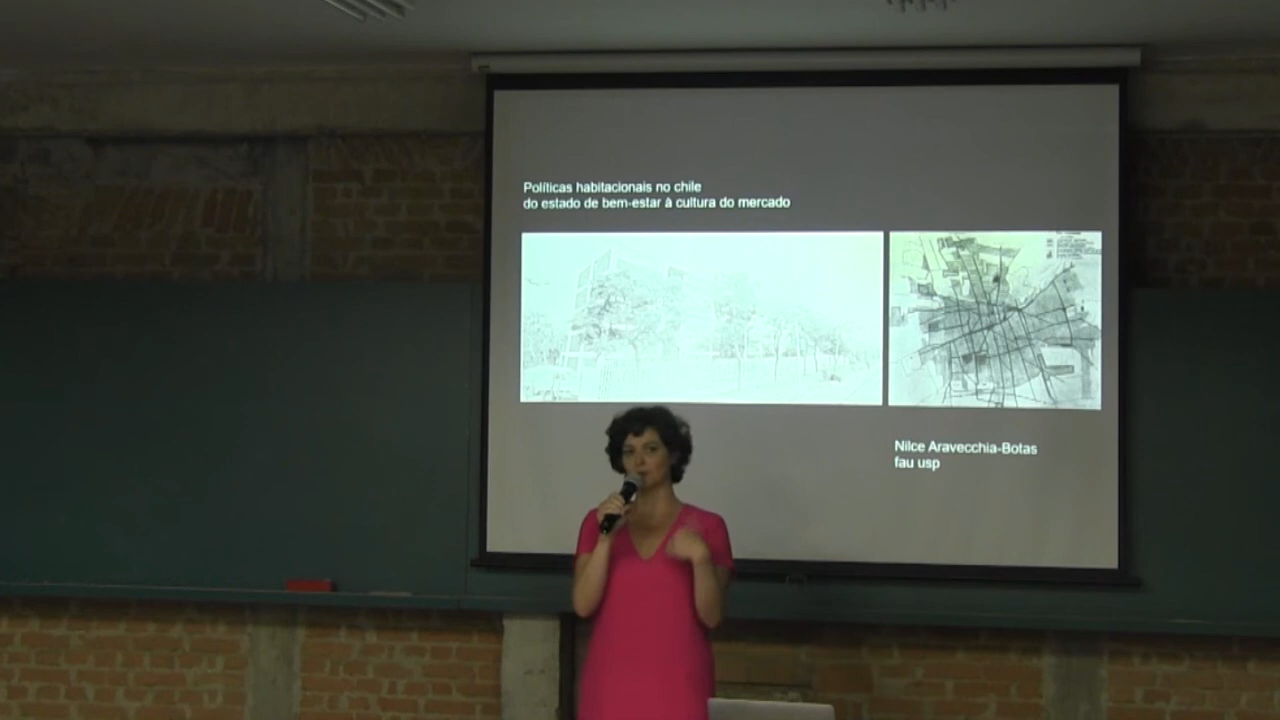 Políticas habitacionais no chile
do estado de bem-estar à cultura do mercado
Nilce Aravecchia-Botas
fau usp